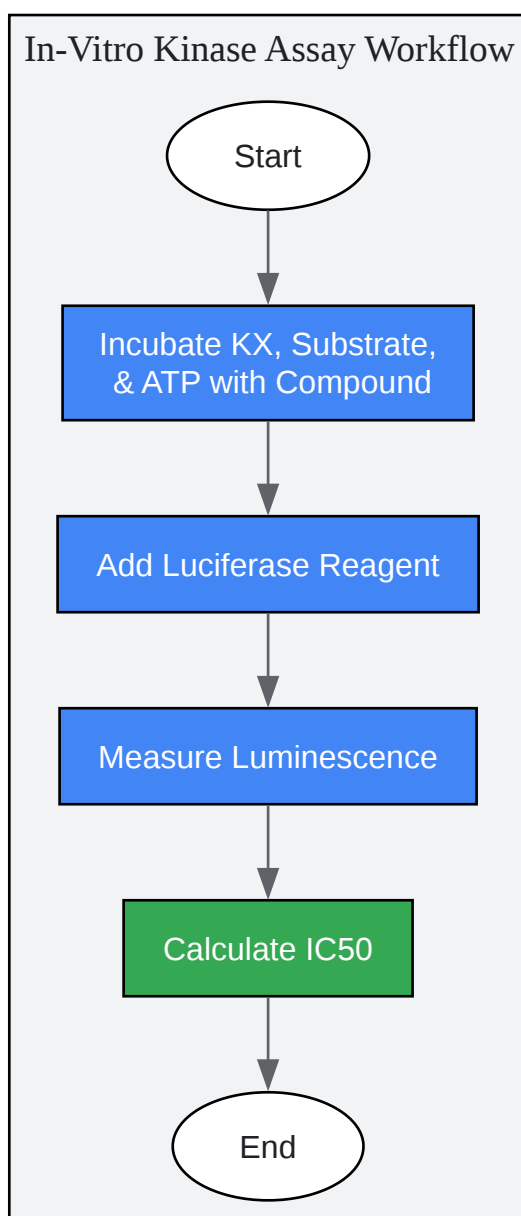 In-Vitro Kinase Assay Workflow
Start
Incubate KX, Substrate,
& ATP with Compound
Add Luciferase Reagent
Measure Luminescence
Calculate IC50
End